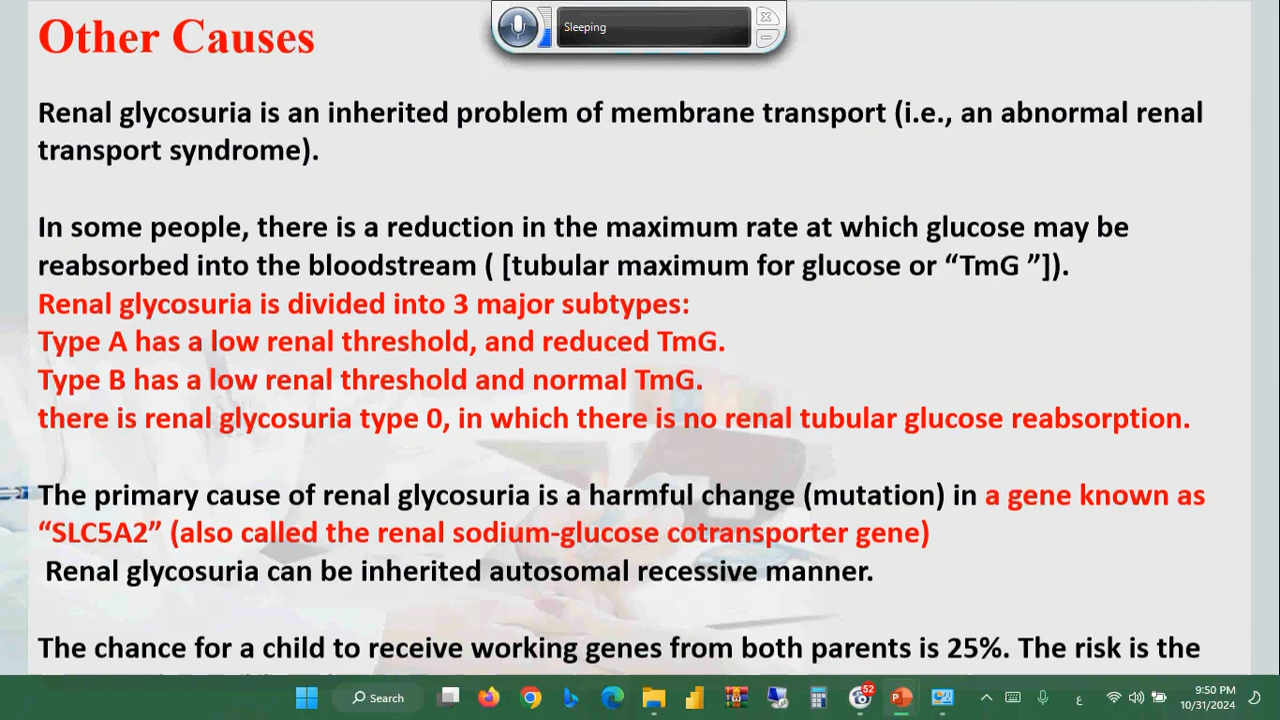 Other Causes
Sleeping
Renal glycosuria is an inherited problem of membrane transport (i.e., an abnormal renal
transport syndrome).
In some people, there is a reduction in the maximum rate at which glucose may be
reabsorbed into the bloodstream ( [tubular maximum for glucose or “TmG ”]).
Renal glycosuria is divided into 3 major subtypes:
Type A has a low renal threshold, and reduced TmG.
Type B has a low renal threshold and normal TmG.
there is renal glycosuria type 0, in which there is no renal tubular glucose reabsorption.
The primary cause of renal glycosuria is a harmful change (mutation) in a gene known as
“SLC5A2” (also called the renal sodium-glucose cotransporter gene)
Renal glycosuria can be inherited autosomal recessive manner.
The chance for a child to receive working genes from both parents is 25%. The risk is the
Search
52
ع
9:50 PM
10/31/2024